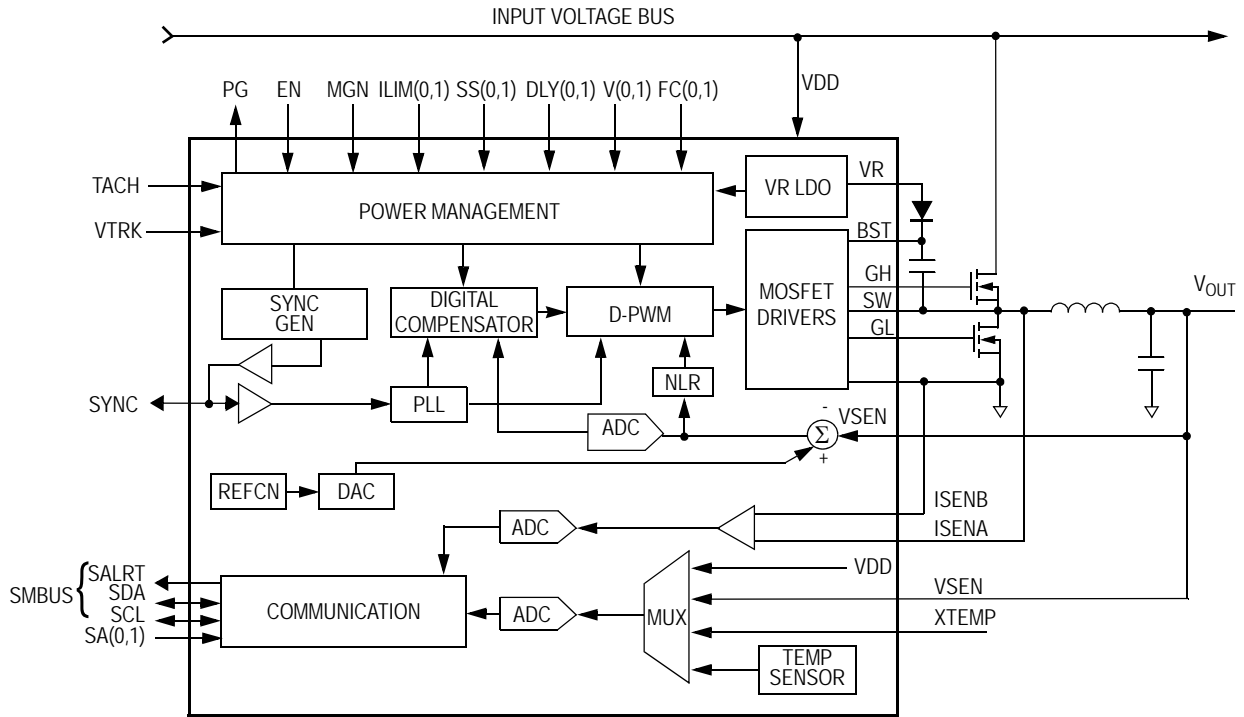 INPUT VOLTAGE BUS
PG EN MGN ILIM(0,1) SS(0,1) DLY(0,1) V(0,1) FC(0,1)
VDD
TACH
VTRK
POWER MANAGEMENT
VR LDO
VR
BST
GH
SW
GL
MOSFET
DRIVERS
VOUT
SYNC
GEN
DIGITAL
COMPENSATOR
D-PWM
NLR
SYNC
PLL
ADC
-
VSEN
Σ
+
REFCN
DAC
ISENB
ISENA
ADC
SMBUS {
SALRT
SDA
SCL
SA(0,1)
COMMUNICATION
ADC
MUX
VDD
VSEN
XTEMP
TEMP
SENSOR